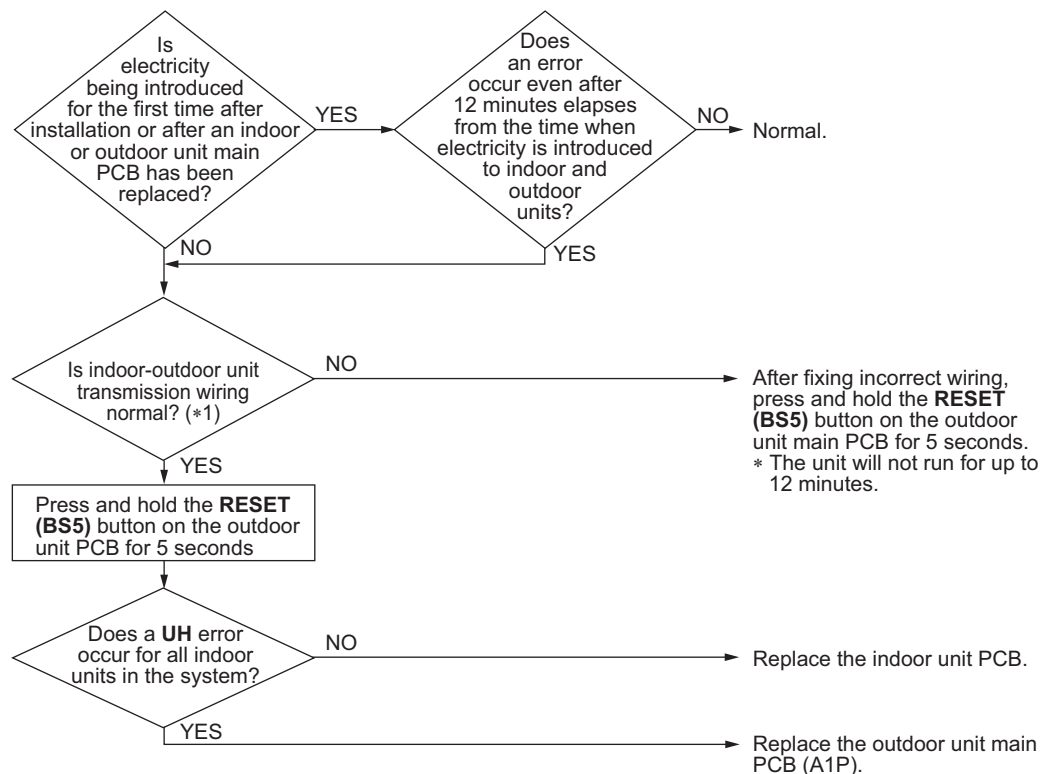 Is
electricity
being introduced
for the first time after
installation or after an indoor
or outdoor unit main
PCB has been
replaced?
YES
Does
an error
occur even after
12 minutes elapses
from the time when
electricity is introduced
to indoor and
outdoor
units?
NO
Normal.
NO
YES
Is indoor-outdoor unit
transmission wiring
normal? (∗1)
NO
After fixing incorrect wiring,
press and hold the RESET
(BS5) button on the outdoor
unit main PCB for 5 seconds.
∗ The unit will not run for up to
12 minutes.
YES
Press and hold the RESET
(BS5) button on the outdoor
unit PCB for 5 seconds
Does a UH error
occur for all indoor
units in the system?
NO
Replace the indoor unit PCB.
YES
Replace the outdoor unit main
PCB (A1P).